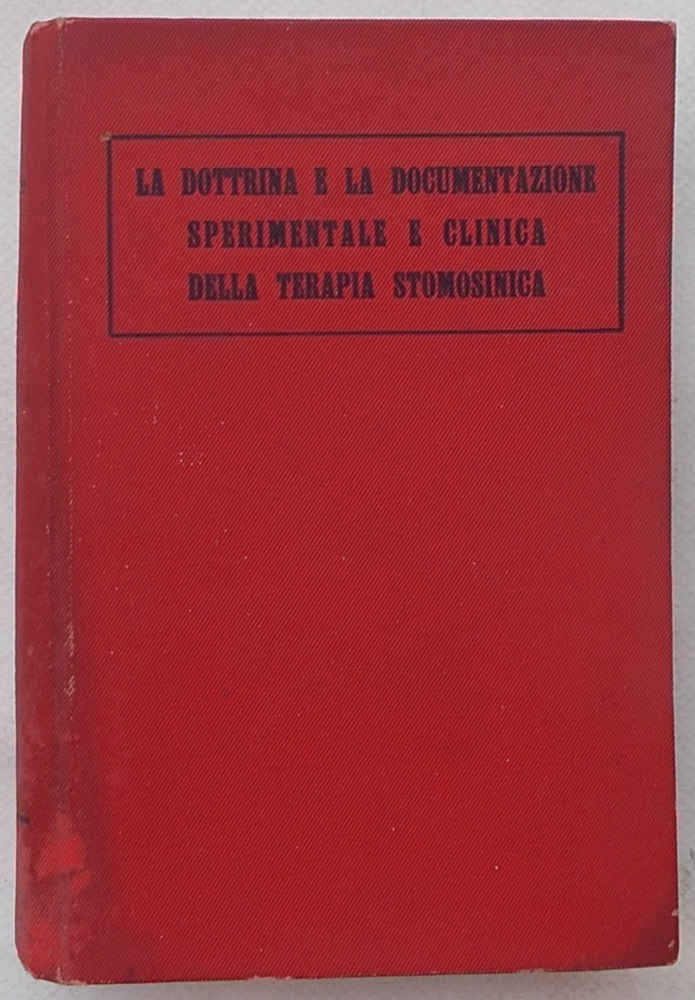 LA DOTTRINA E LA DOCUMENTAZIONE
SPERIMENTALE E CLINICA
DELLA TERAPIA STOMOSINICA